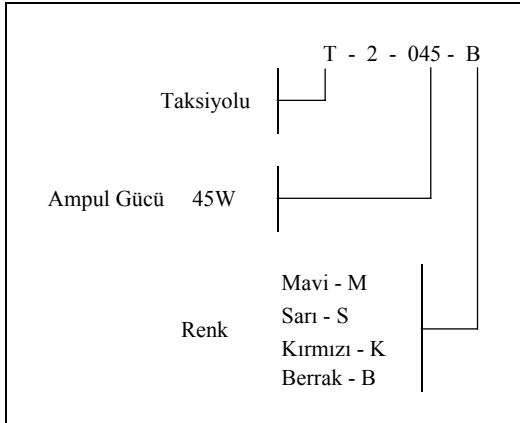 T - 2 - 045 - B
Taksiyolu
Ampul Gücü 45W
Mavi - M
Sarı - S
Renk
Kırmızı - K
Berrak - B